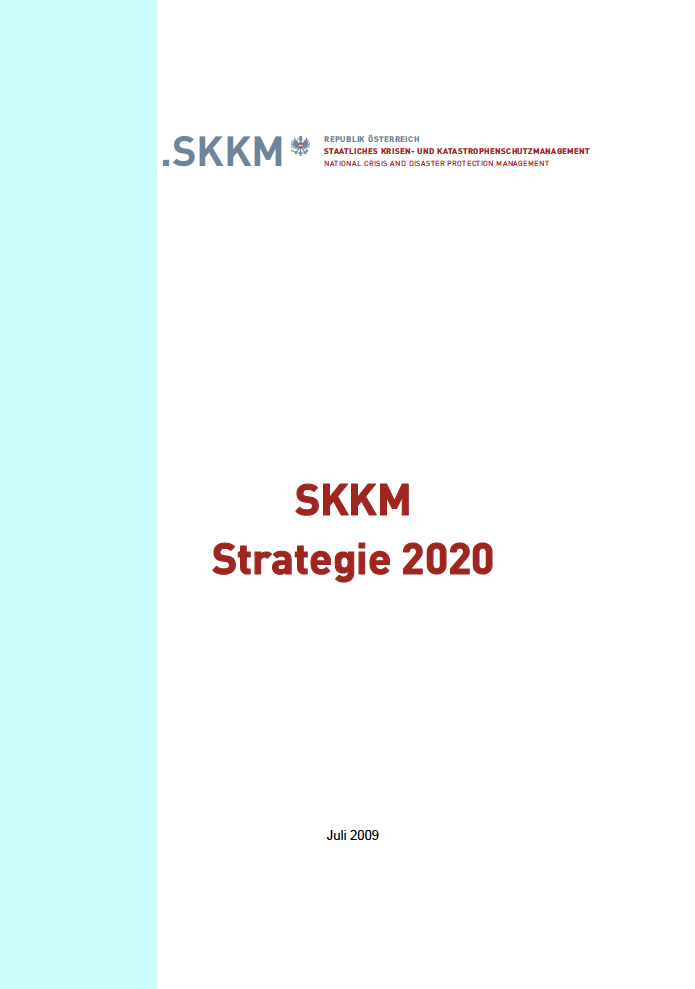 .SKKM
REPUBLIK ÖSTERREICH
STAATLICHES KRISEN- UND KATASTROPHENSCHUTZMANAGEMENT
NATIONAL CRISIS AND DISASTER PROTECTION MANAGEMENT
SKKM
Strategie 2020
Juli 2009